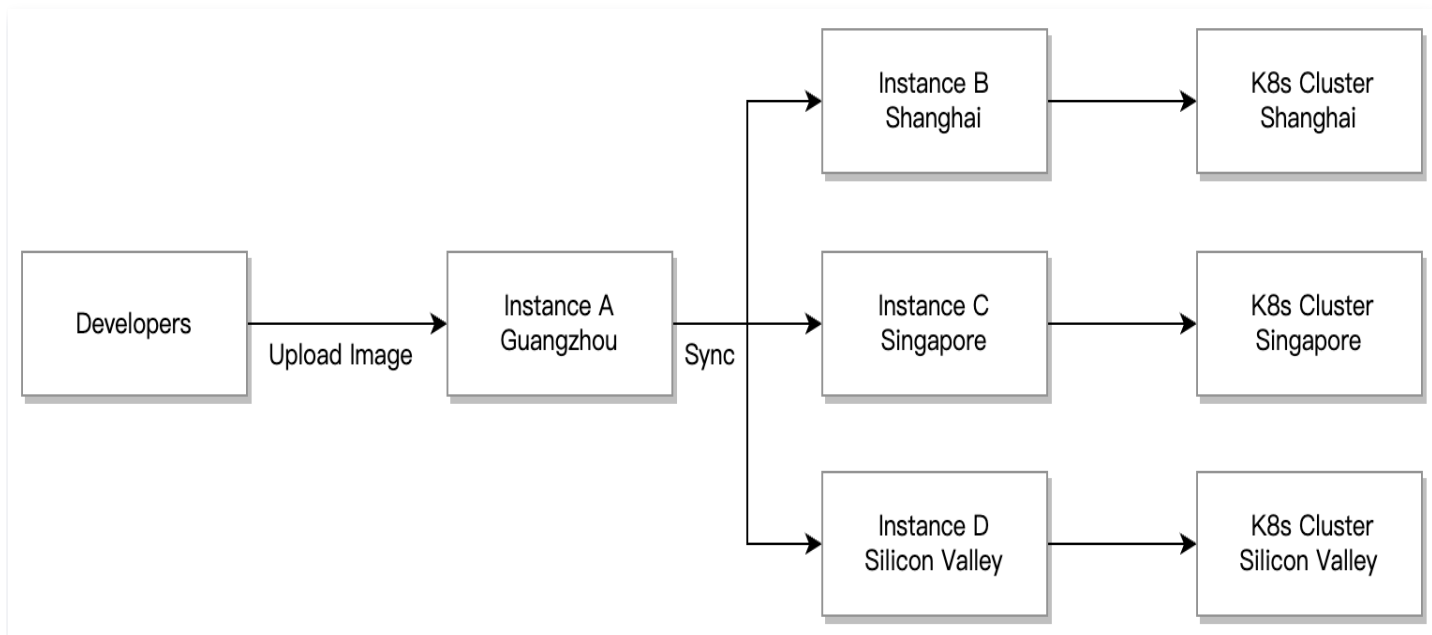 Instance B
Shanghai
K8s Cluster
Shanghai
Developers
Upload Image
Instance A
Guangzhou
Sync
Instance C
Singapore
K8s Cluster
Singapore
Instance D
Silicon Valley
K8s Cluster
Silicon Valley